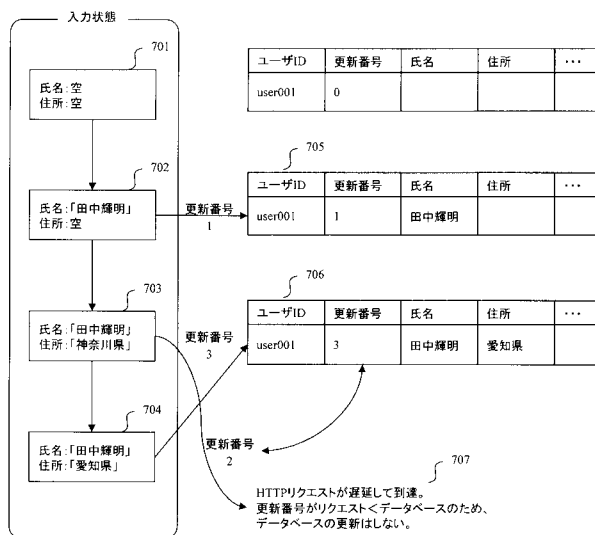 入力状態
701
氏名:空
住所:空
702
氏名:「田中輝明」
住所:空
703
氏名:「田中輝明」
住所:「神奈川県」
704
氏名:「田中輝明」
住所:「愛知県」
ユーザID 更新番号 氏名 住所 ・・・
user001 0
705
更新番号
1
ユーザID 更新番号 氏名 住所 ・・・
user001 1 田中輝明
706
更新番号
3
ユーザID 更新番号 氏名 住所 ・・・
user001 3 田中輝明 愛知県
更新番号
2
707
HTTPリクエストが遅延して到達。
更新番号がリクエスト<データベースのため、
データベースの更新はしない。